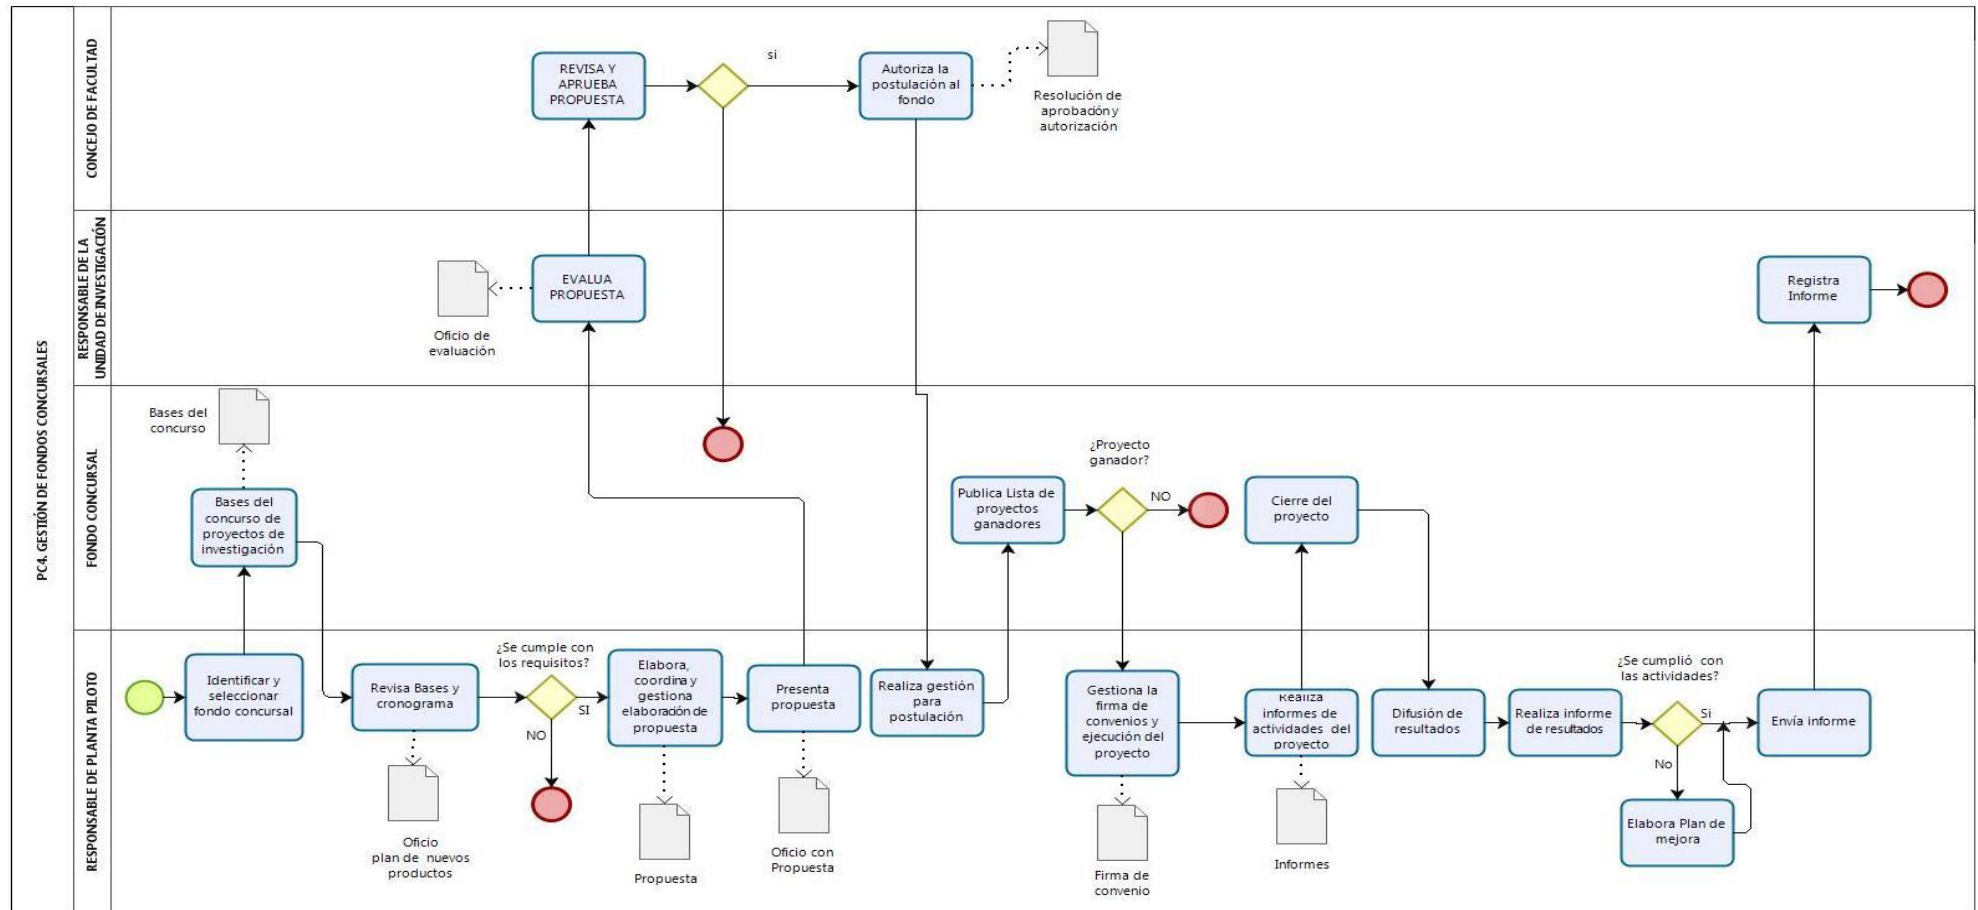 PC4. GESTIÓN DE FONDOS CONCURSALES
CONCEJO DE FACULTAD
REVISA Y
APRUEBA
PROPUESTA
si
Autoriza la
postulación al
fondo
Resolución de
aprobación y
autorización
RESPONSABLE DE LA
UNIDAD DE INVESTIGACIÓN
Oficio de
evaluación
EVALUA
PROPUESTA
Registra
Informe
FONDO CONCURSAL
Bases del
concurso
Bases del
concurso de
proyectos de
investigación
Publica Lista de
proyectos
ganadores
¿Proyecto
ganador?
NO
Cierre del
proyecto
RESPONSABLE DE PLANTA PILOTO
Identificar y
seleccionar
fondo concursal
Revisa Bases y
cronograma
Oficio
plan de nuevos
productos
¿Se cumple con
los requisitos?
SI
NO
Elabora,
coordina y
gestiona
elaboración de
propuesta
Propuesta
Presenta
propuesta
Oficio con
Propuesta
Realiza gestión
para
postulación
Gestiona la
firma de
convenios y
ejecución del
proyecto
Firma de
convenio
Realiza
informes de
actividades del
proyecto
Informes
Difusión de
resultados
Realiza informe
de resultados
¿Se cumplió con
las actividades?
Si
No
Elabora Plan de
mejora
Envía informe